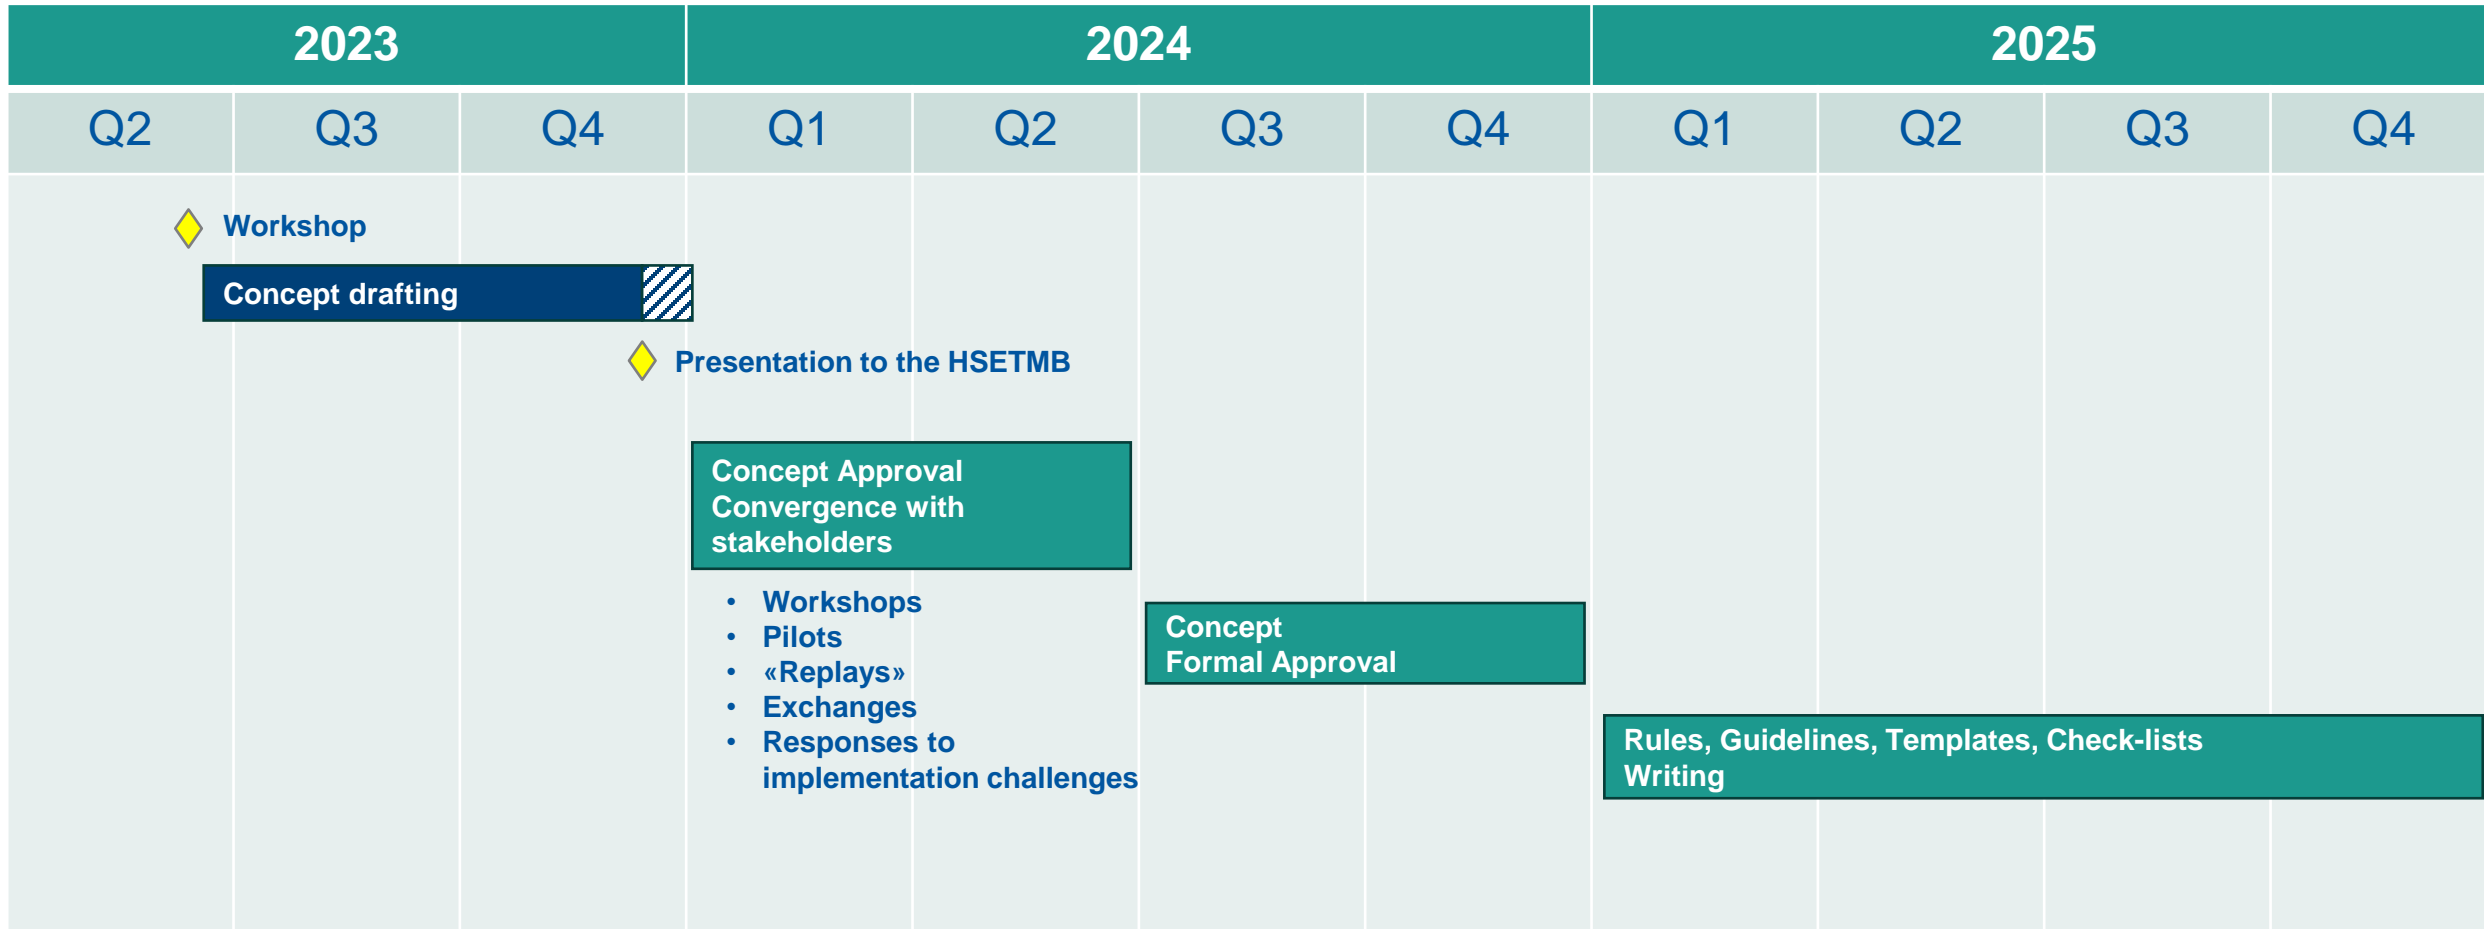 2023 2024 2025
Q2 Q3 Q4 Q1 Q2 Q3 Q4 Q1 Q2 Q3 Q4
Workshop
Concept drafting
Presentation to the HSETMB
Concept Approval
Convergence with
stakeholders
• Workshops
• Pilots
• «Replays»
• Exchanges
• Responses to
implementation challenges
Concept
Formal Approval
Rules, Guidelines, Templates, Check-lists
Writing